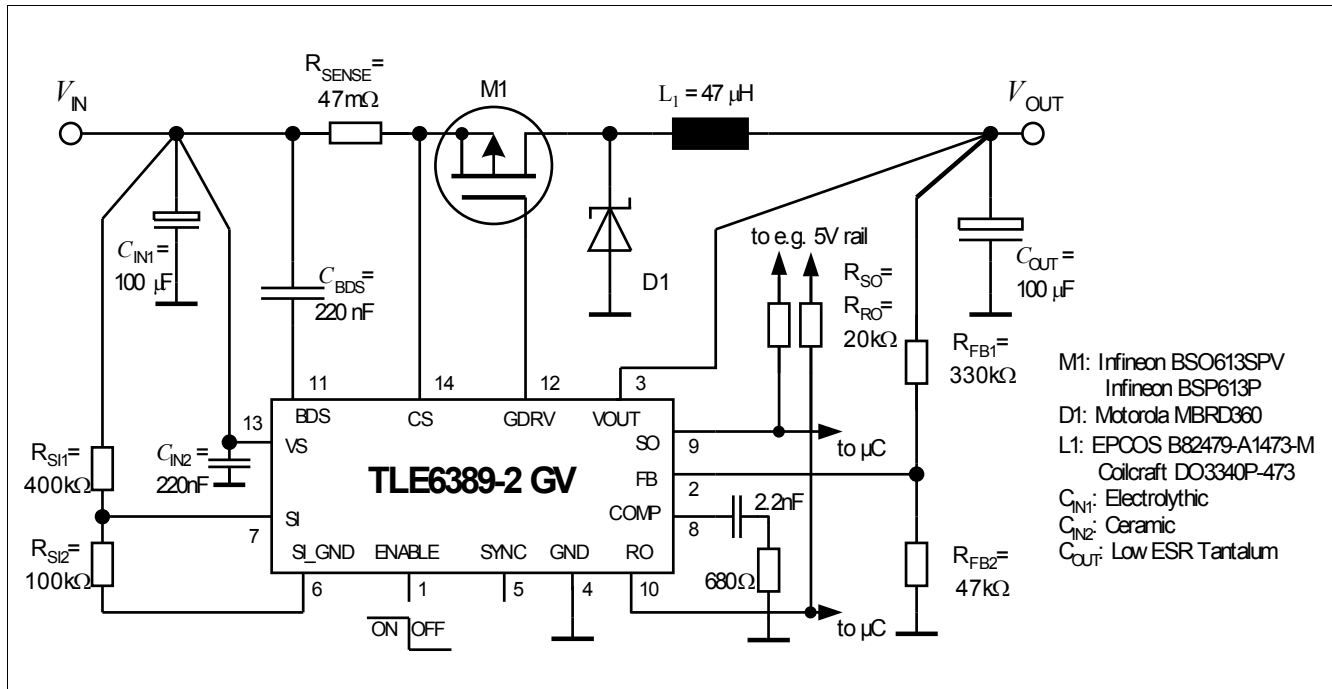 R_SENSE=
47mΩ
M1
L₁ = 47 μH
V_IN
V_OUT
C_IN1=
100 μF
C_BDS=
220 nF
D1
to e.g. 5V rail
R_SO=
R_RO=
20kΩ
C_OUT=
100 μF
R_FB1=
330kΩ
M1: Infineon BSO613SPV
Infineon BSP613P
D1: Motorola MBRD360
L1: EPCOS B82479-A1473-M
Coilcraft DO3340P-473
C_IN1: Electrolythic
C_IN2: Ceramic
C_OUT: Low ESR Tantalum
11
14
12
3
13
BDS
CS
GDRV
VOUT
VS
SO
9
to μC
R_SI1=
400kΩ
C_IN2=
220nF
TLE6389-2 GV
FB
2
2.2nF
SI
7
COMP
8
R_SI2=
100kΩ
SI_GND
ENABLE
SYNC
GND
RO
6
1
5
4
10
680Ω
R_FB2=
47kΩ
ON
OFF
to μC